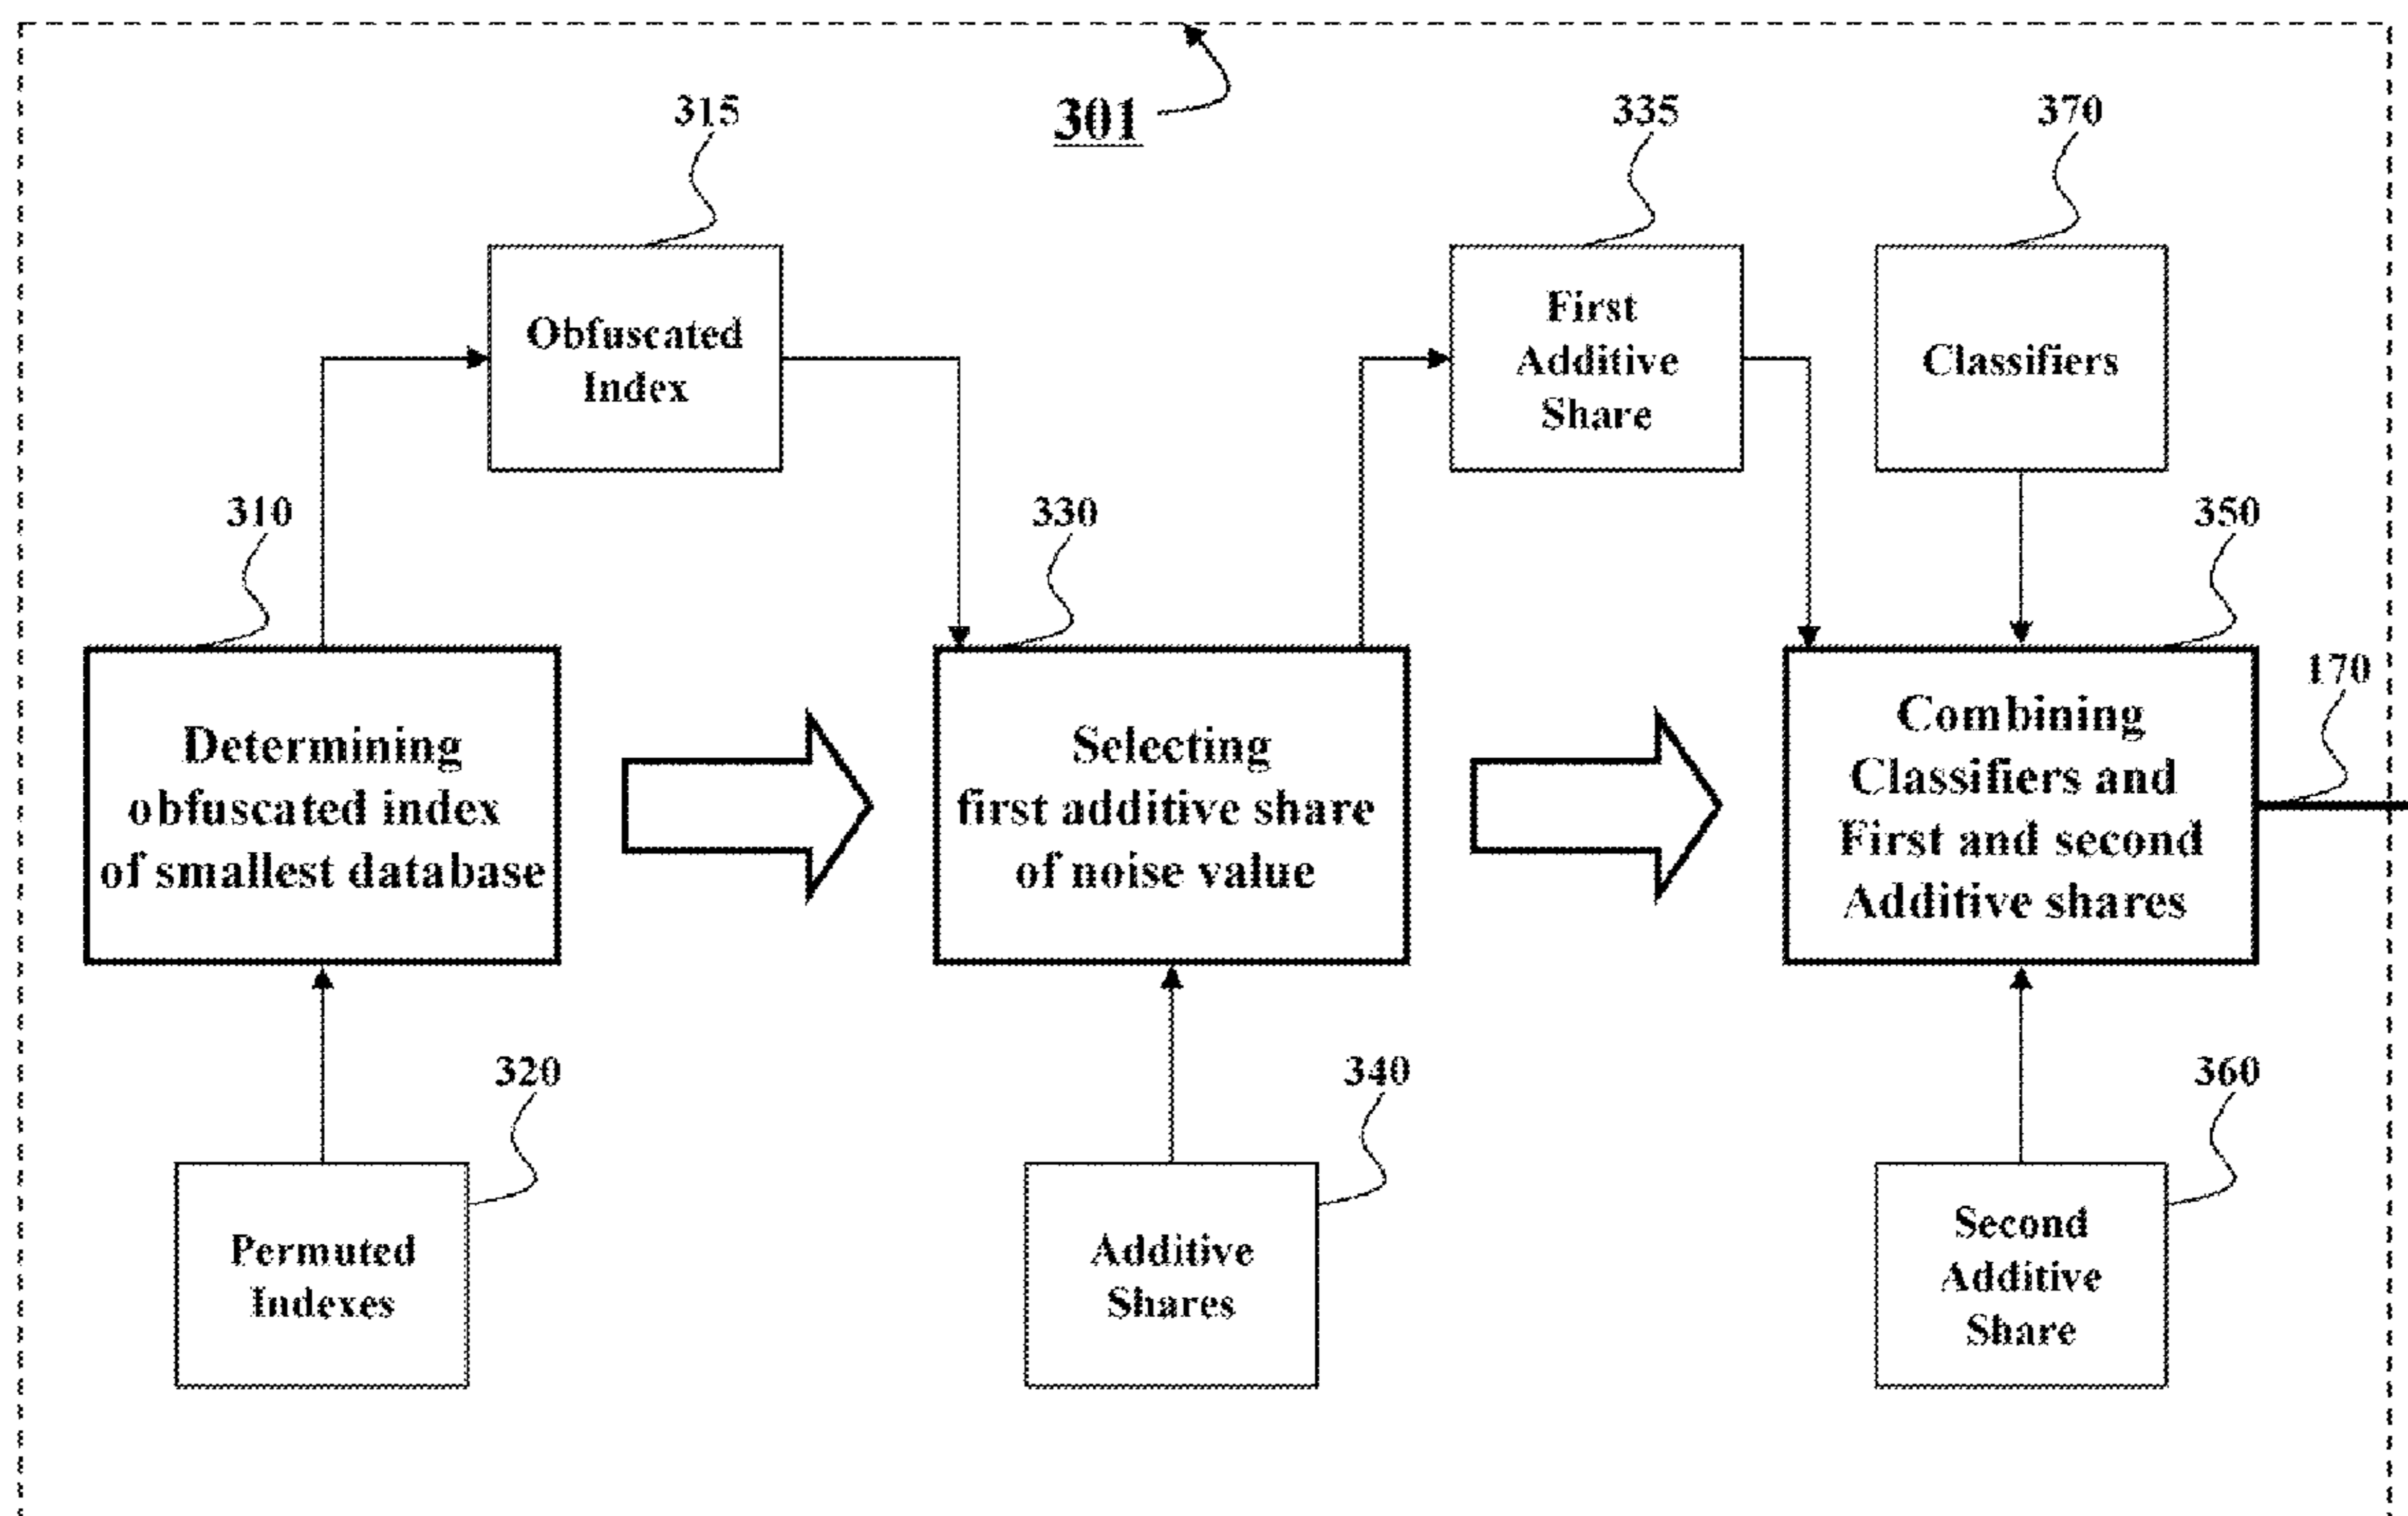 301
315
335
370
Obfuscated
Index
First
Additive
Share
Classifiers
310
330
350
170
Determining
obfuscated index
of smallest database
Selecting
first additive share
of noise value
Combining
Classifiers and
First and second
Additive shares
320
340
360
Permuted
Indexes
Additive
Shares
Second
Additive
Share